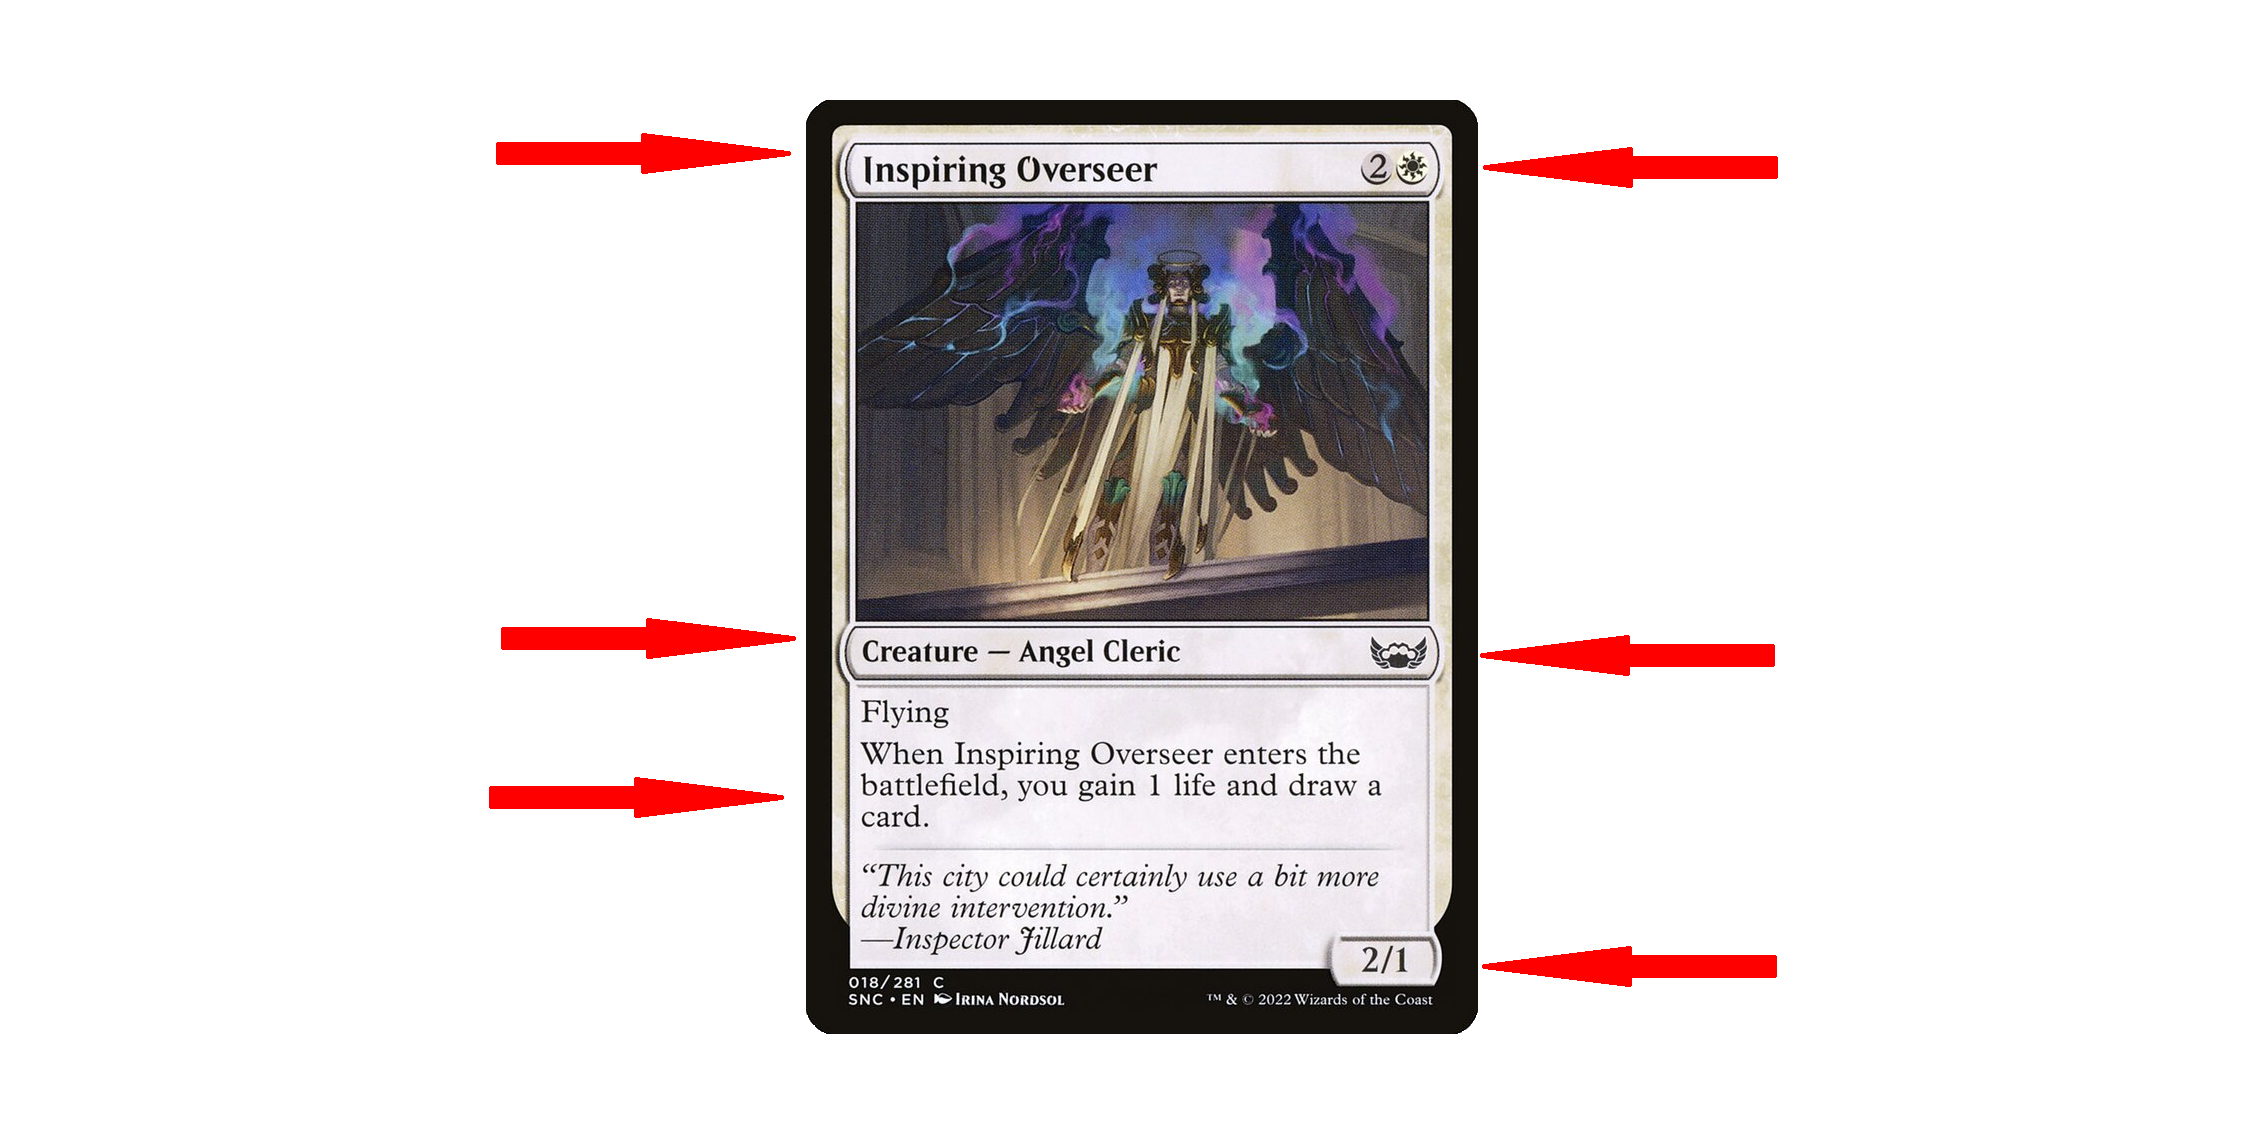 Inspiring Overseer 2
Creature — Angel Cleric
Flying
When Inspiring Overseer enters the
battlefield, you gain 1 life and draw a
card.
“This city could certainly use a bit more
divine intervention.”
—Inspector Jillard
2/1
018/281 C
SNC • EN Irina Nordsol
™ & © 2022 Wizards of the Coast